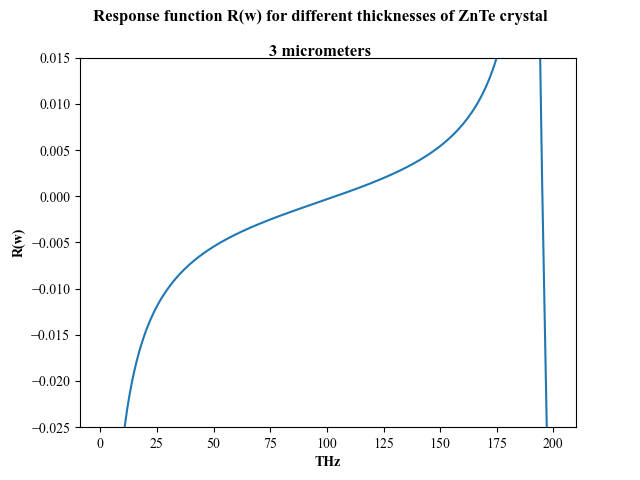 Response function R(w) for different thicknesses of ZnTe crystal
3 micrometers
0.015
0.010
0.005
0.000
−0.005
−0.010
−0.015
−0.020
−0.025
R(w)
0 25 50 75 100 125 150 175 200
THz